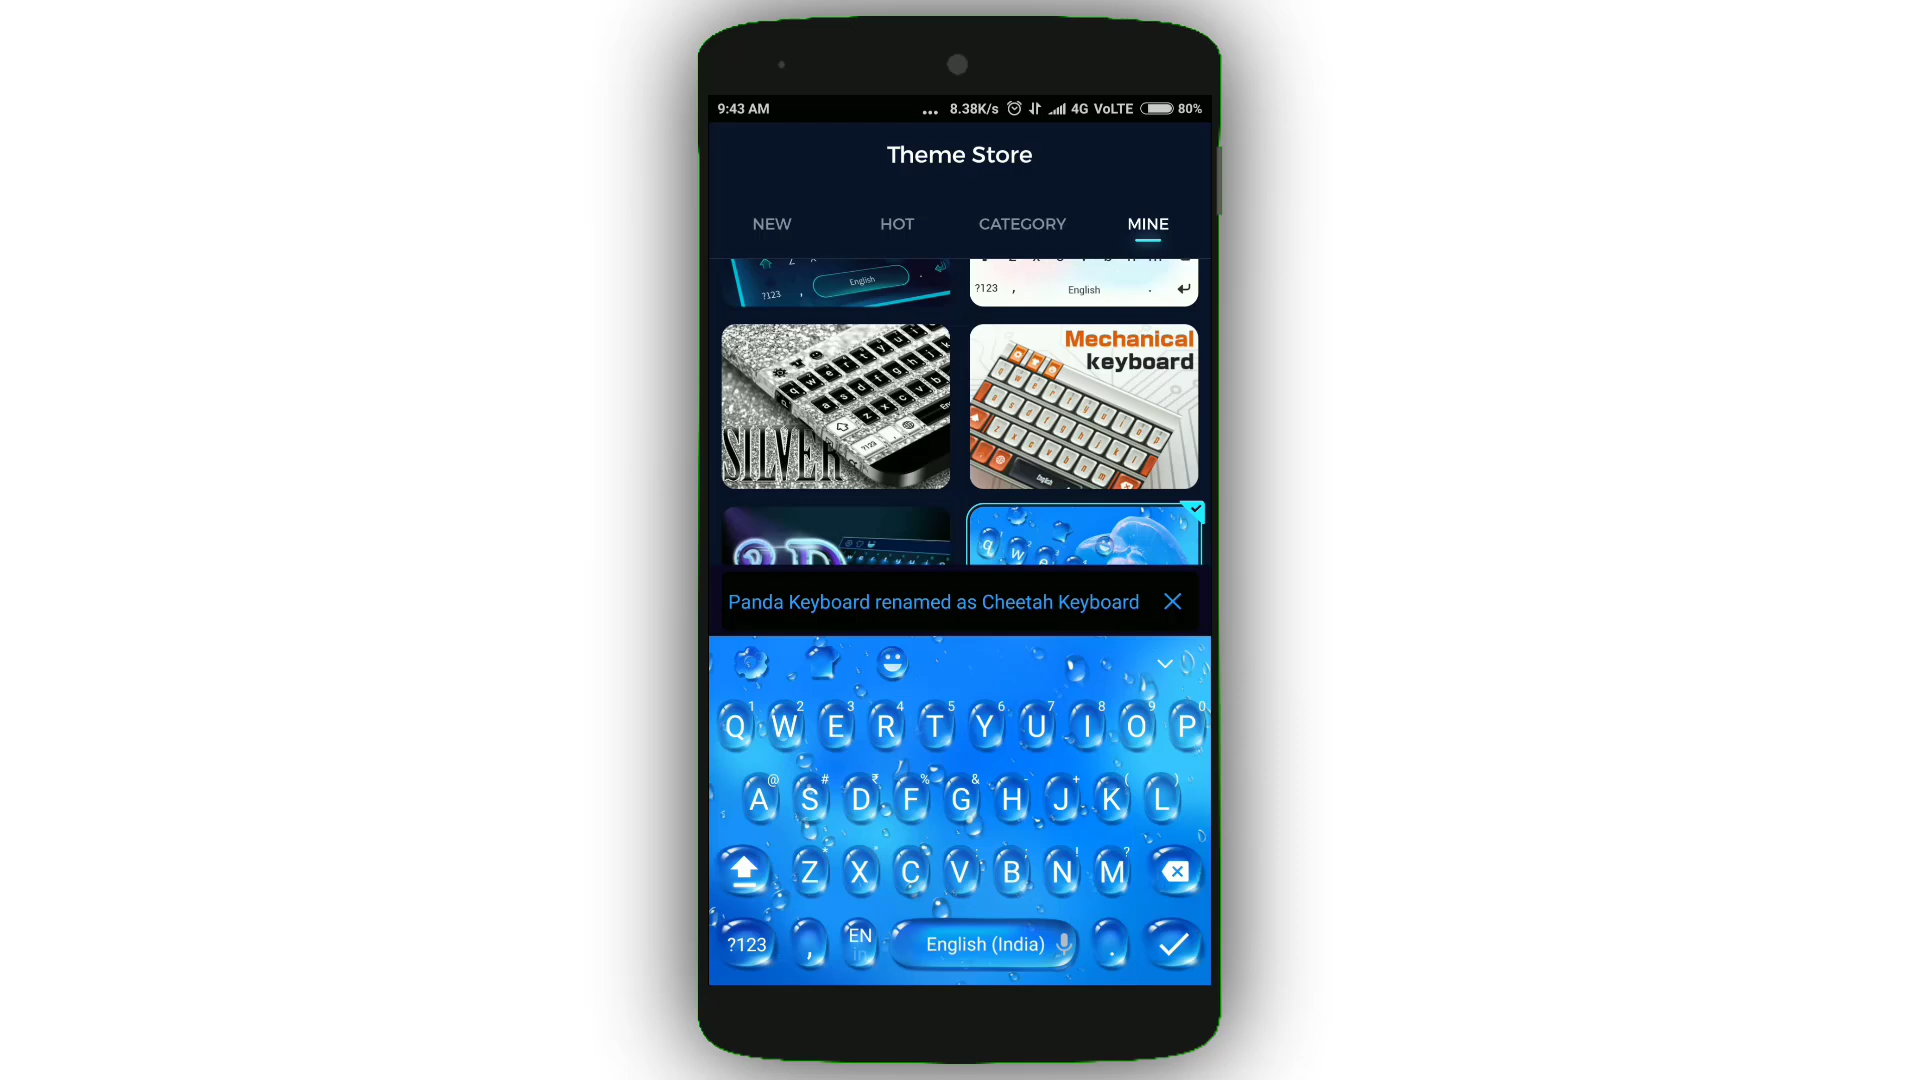 9:43 AM ... 8.38K/s 4G VoLTE 80%
Theme Store
NEW HOT CATEGORY MINE
English
?123 ,
?123 , English .
SILVER
Mechanical
keyboard
q w e
Panda Keyboard renamed as Cheetah Keyboard
1 2 3 4 5 6 7 8 9 0
Q W E R T Y U I O P
@ # ₹ % & - + ( )
A S D F G H J K L
Z X C V B N M
?123 , EN English (India) .
in